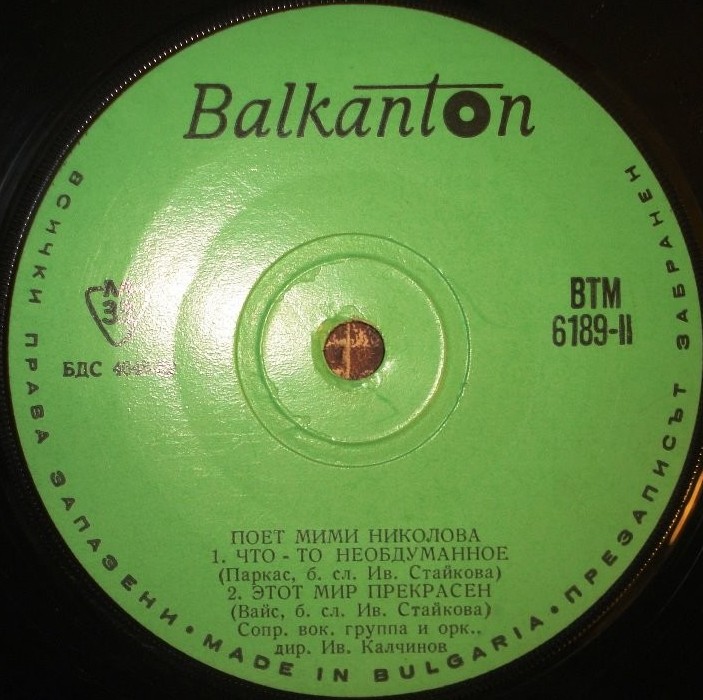 Balkanton
ВСИЧКИ ПРАВА ЗАПАЗЕНИ • MADE IN BULGARIA • ПРЕЗАПИСЪТ ЗАБРАНЕН
ВТМ
6189-II
БДС
ПОЕТ МИМИ НИКОЛОВА
1. ЧТО - ТО НЕОБДУМАННОЕ
(Паркас, б. сл. Ив. Стайкова)
2. ЭТОТ МИР ПРЕКРАСЕН
(Вайс, б. сл. Ив. Стайкова)
Сопр. вок. группа и орк..
дир. Ив. Калчинов